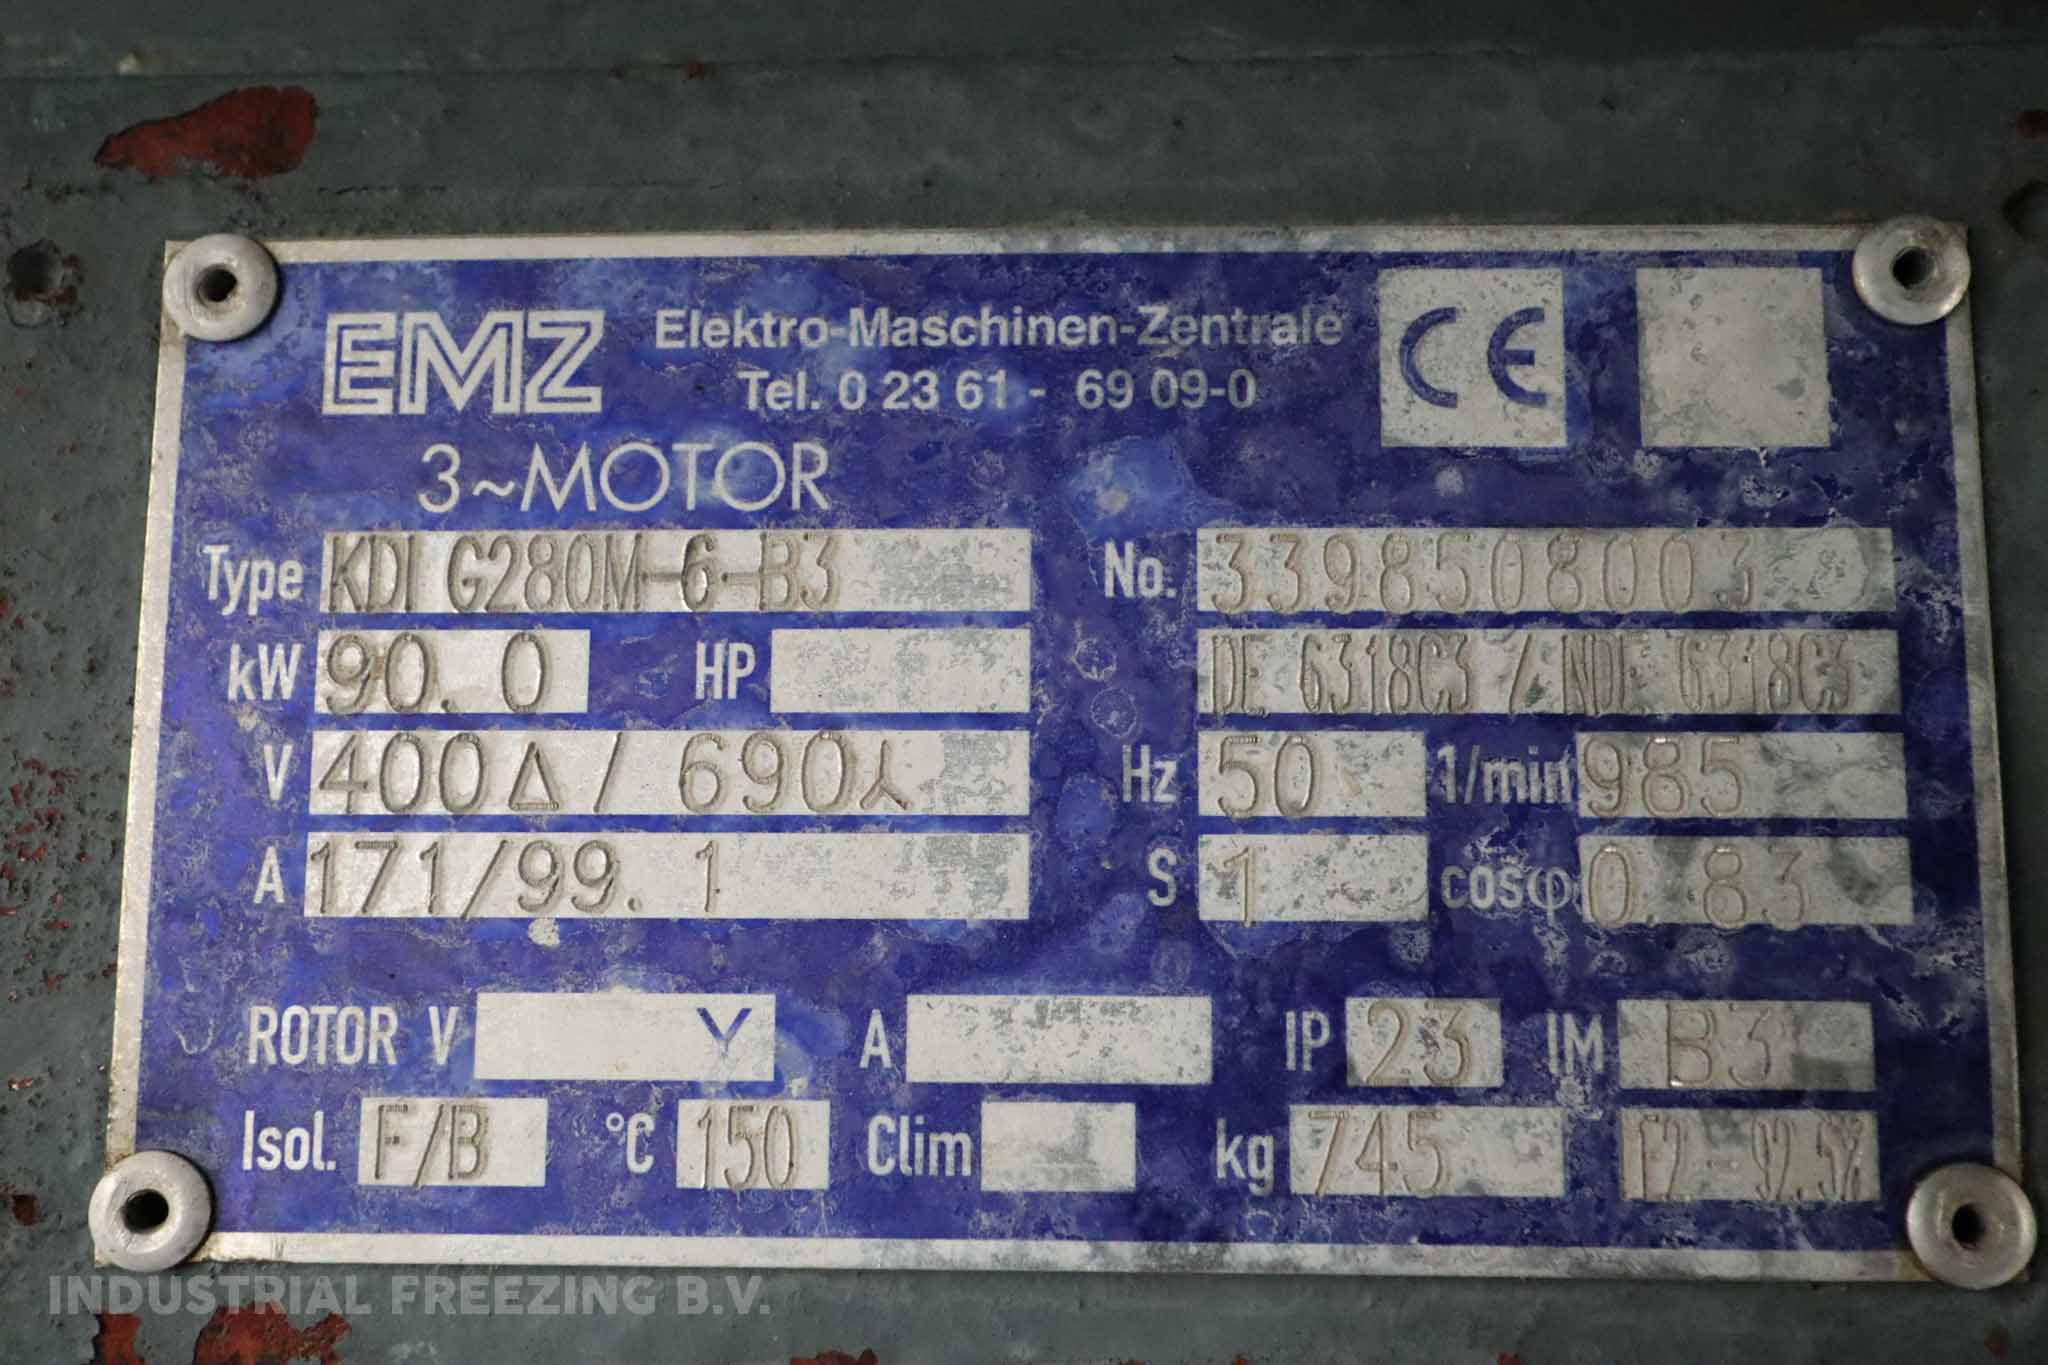 EMZ Elektro-Maschinen-Zentrale CE
Tel. 0 23 61 - 69 09-0
3~MOTOR
Type KDI G280M-6-B3 No. 3398508003
kW 90.0 HP DE 6318C3 / NDE 6318C3
V 400Δ / 690⅄ Hz 50 1/min 985
A 171/99.1 S 1 cosφ 0.83
ROTOR V Y A IP 23 IM B3
Isol. F/B °C 150 Clim kg 745
INDUSTRIAL FREEZING B.V.